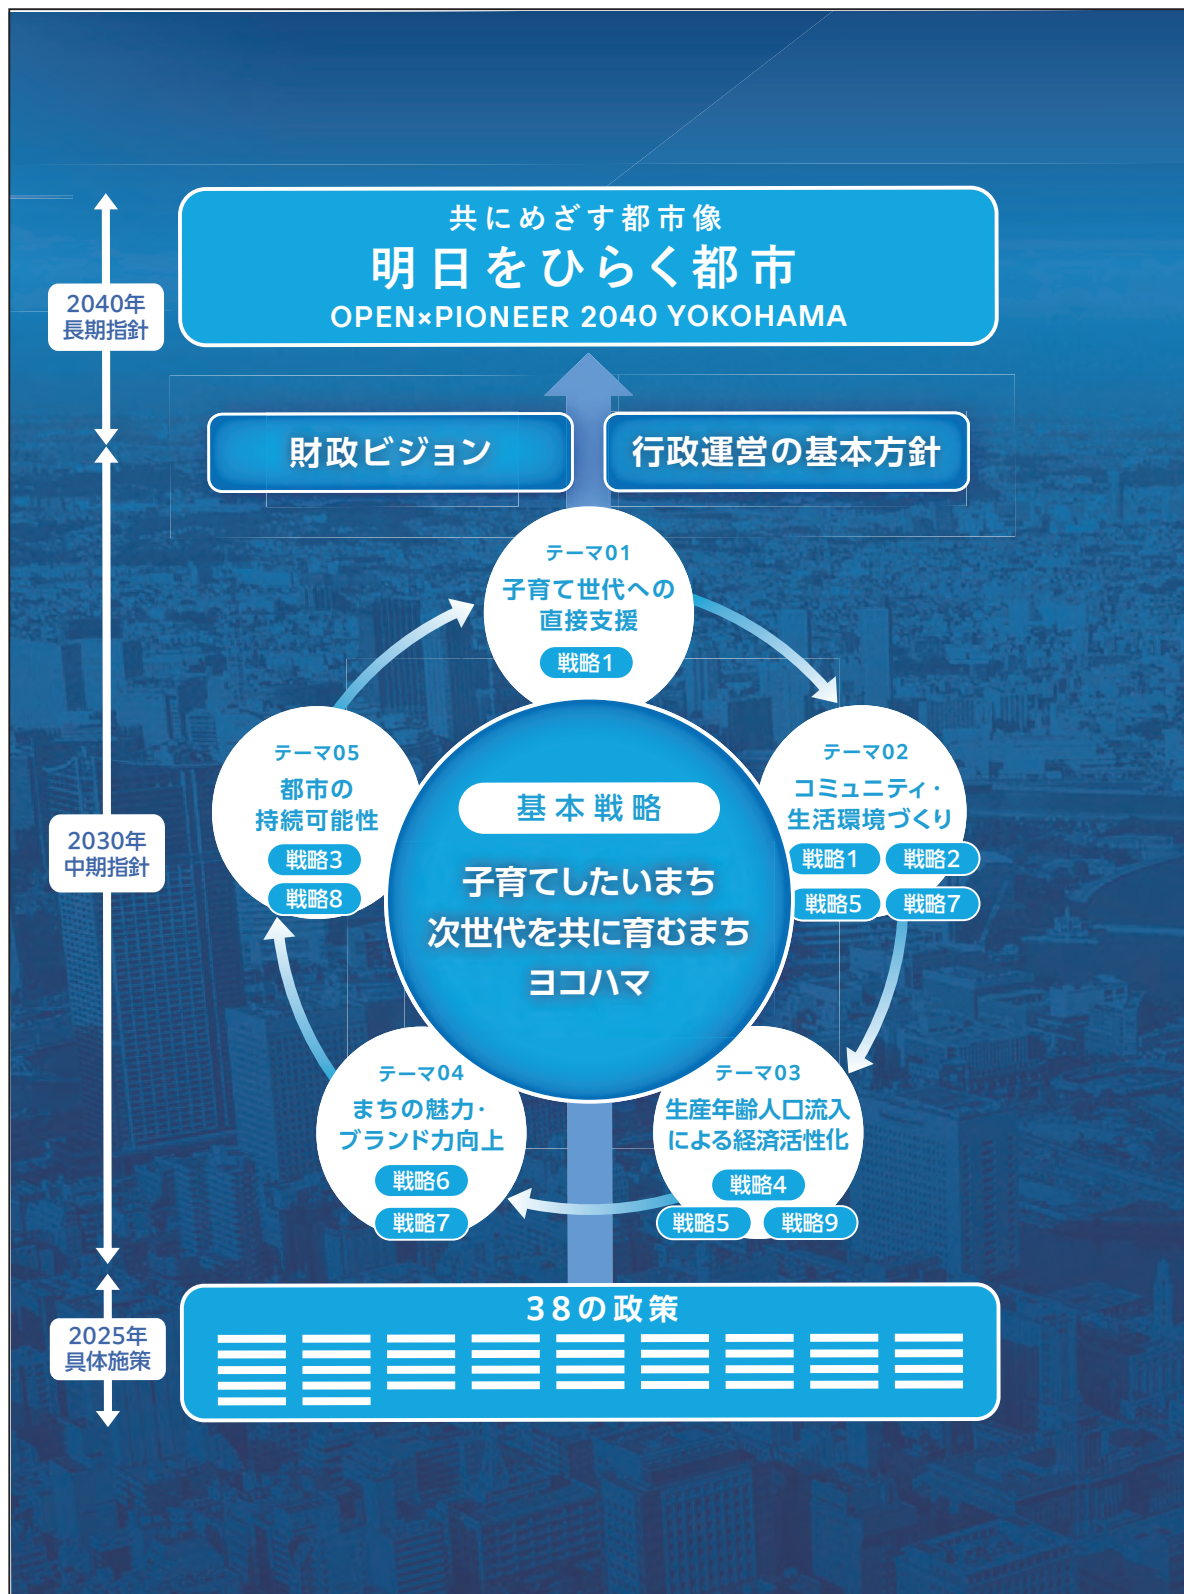 共にめざす都市像
明日をひらく都市
OPEN×PIONEER 2040 YOKOHAMA
2040年
長期指針
財政ビジョン
行政運営の基本方針
テーマ01
子育て世代への
直接支援
戦略1
テーマ02
コミュニティ・
生活環境づくり
戦略1 戦略2
戦略5 戦略7
テーマ03
生産年齢人口流入
による経済活性化
戦略4
戦略5 戦略9
テーマ04
まちの魅力・
ブランド力向上
戦略6
戦略7
テーマ05
都市の
持続可能性
戦略3
戦略8
基本戦略
子育てしたいまち
次世代を共に育むまち
ヨコハマ
2030年
中期指針
38の政策
2025年
具体施策